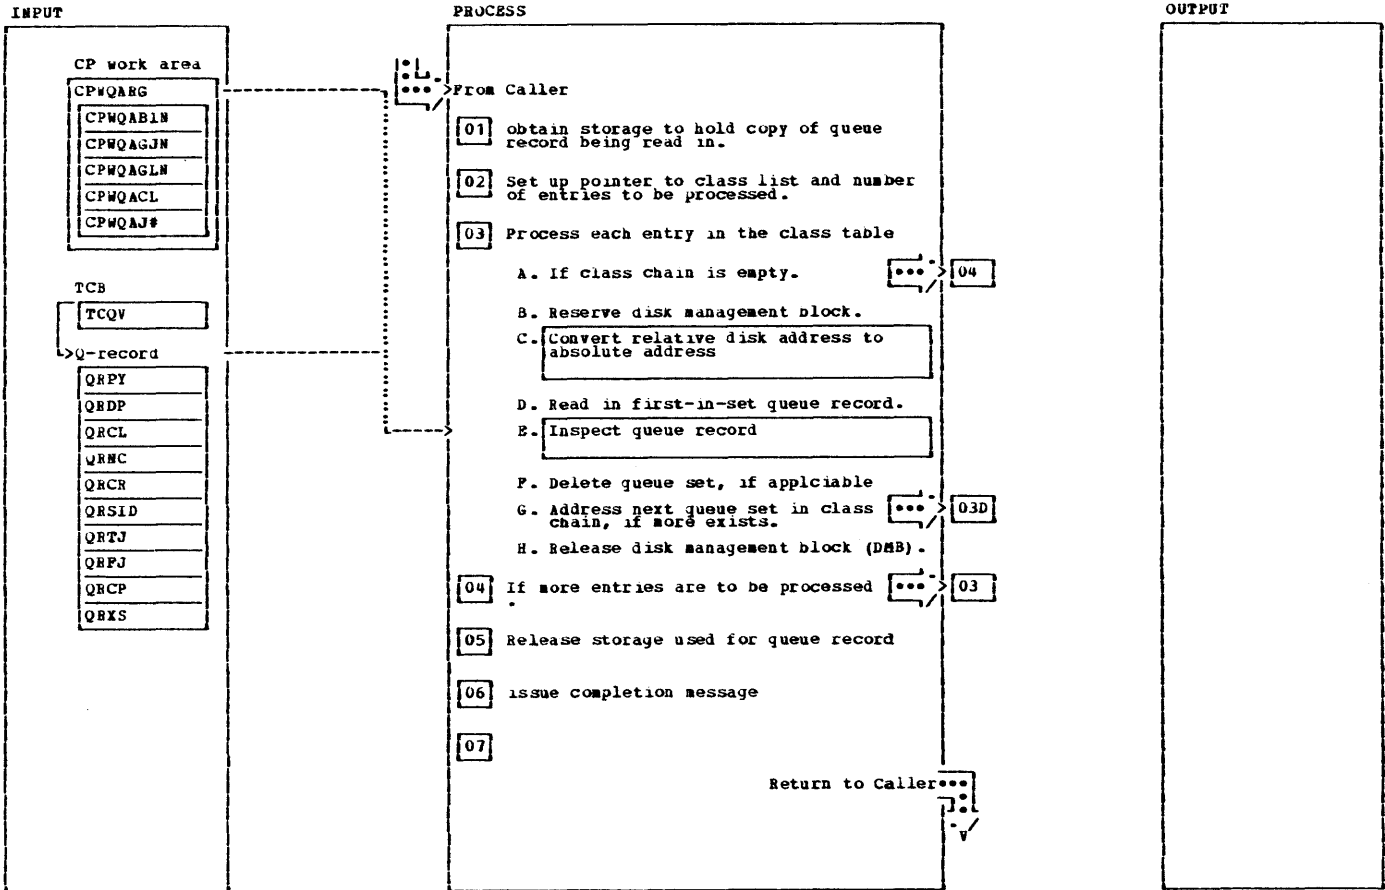 INPUT
PROCESS
OUTPUT
CP work area
CPWQARG
CPWQAB1N
CPWQAGJN
CPWQAGLN
CPWQACL
CPWQAJ#
TCB
TCQV
Q-record
QRPY
QRDP
QRCL
QRNC
QRCR
QRSID
QRTJ
QRFJ
QRCP
QRXS
From Caller
01 obtain storage to hold copy of queue
record being read in.
02 Set up pointer to class list and number
of entries to be processed.
03 Process each entry in the class table
A. If class chain is empty. 04
B. Reserve disk management block.
C. Convert relative disk address to
absolute address
D. Read in first-in-set queue record.
E. Inspect queue record
F. Delete queue set, if applciable
G. Address next queue set in class 03D
chain, if more exists.
H. Release disk management block (DMB).
04 If more entries are to be processed 03
.
05 Release storage used for queue record
06 issue completion message
07
Return to Caller